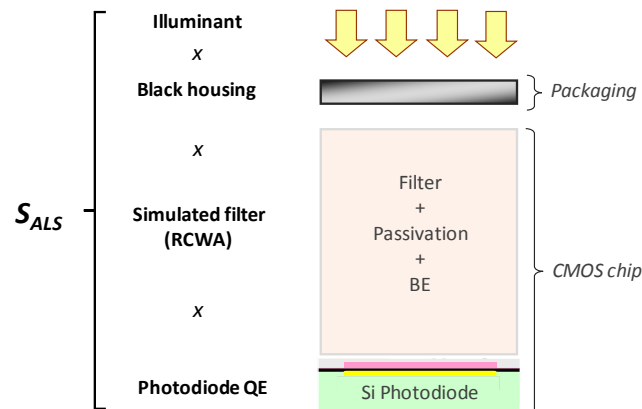 Illuminant
x
Black housing
Packaging
x
S_ALS
Simulated filter
(RCWA)
Filter
+
Passivation
+
BE
CMOS chip
x
Photodiode QE
Si Photodiode